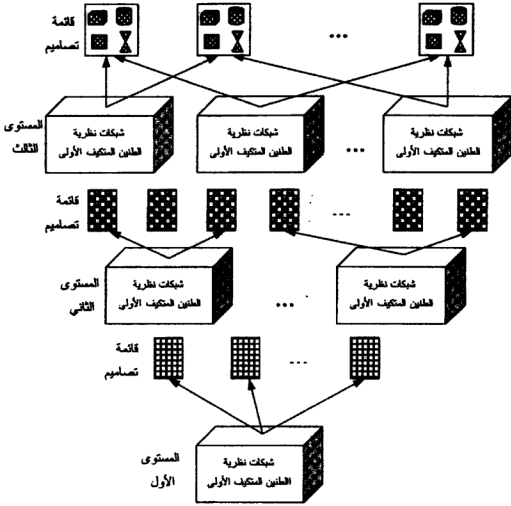 قائمة
تصاميم
...
المستوى
الثالث
شبكات نظرية
الطنين المتكيف الأولى
شبكات نظرية
الطنين المتكيف الأولى
...
شبكات نظرية
الطنين المتكيف الأولى
قائمة
تصاميم
...
المستوى
الثاني
شبكات نظرية
الطنين المتكيف الأولى
...
شبكات نظرية
الطنين المتكيف الأولى
قائمة
تصاميم
...
المستوى
الأول
شبكات نظرية
الطنين المتكيف الأولى